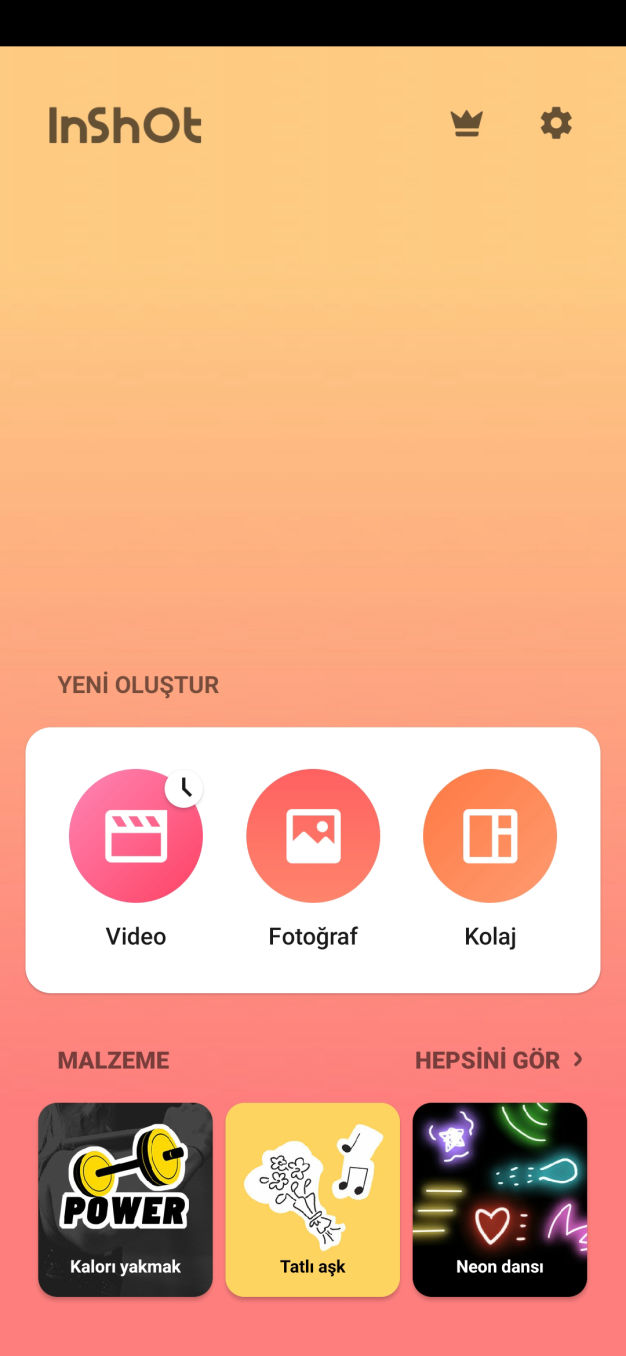 InShOt
YENİ OLUŞTUR
Video
Fotoğraf
Kolaj
MALZEME
HEPSİNİ GÖR
POWER
Kalorı yakmak
Tatlı aşk
Neon dansı